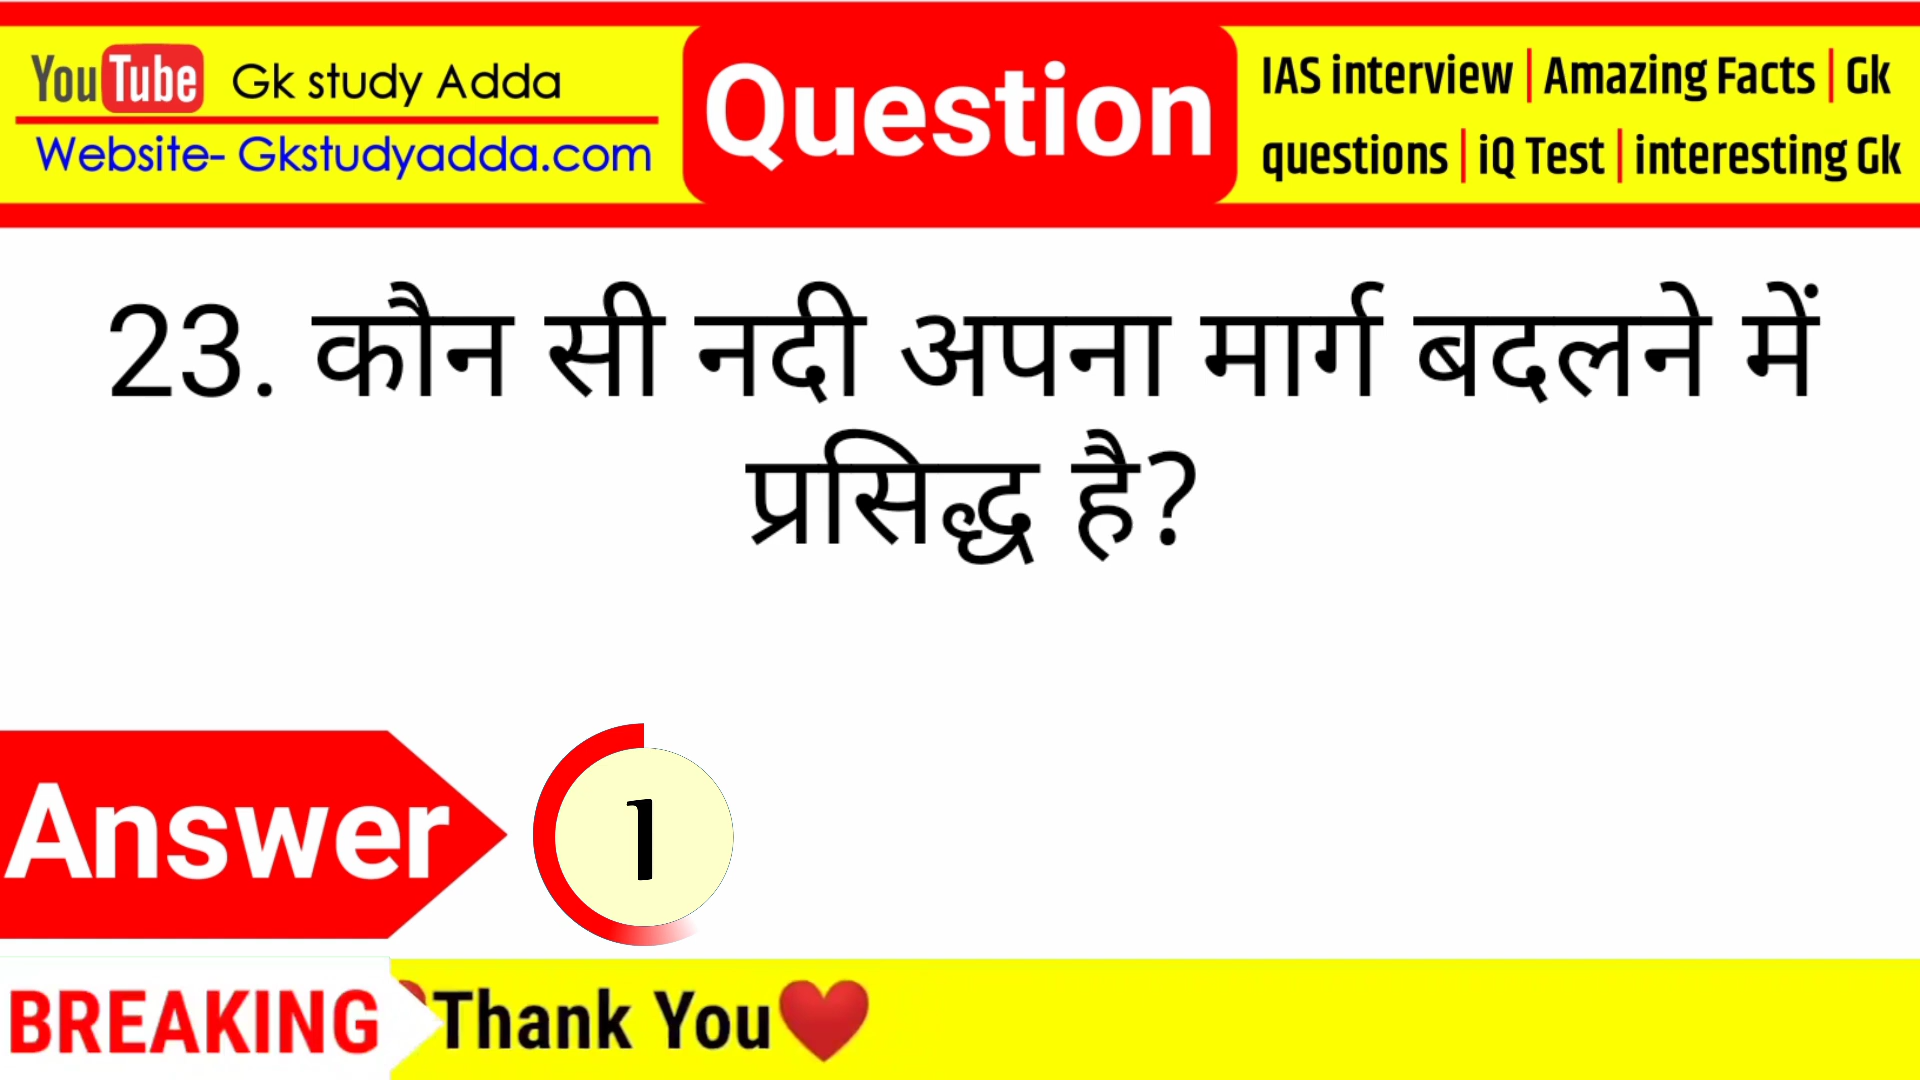 YouTube Gk study Adda
Website- Gkstudyadda.com
Question
IAS interview | Amazing Facts | Gk
questions | iQ Test | interesting Gk
23. कौन सी नदी अपना मार्ग बदलने में
प्रसिद्ध है?
Answer
1
BREAKING
Thank You❤